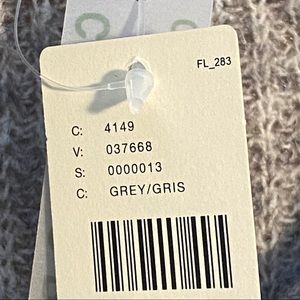 FL_283
C: 4149
V: 037668
S: 0000013
C: GREY/GRIS